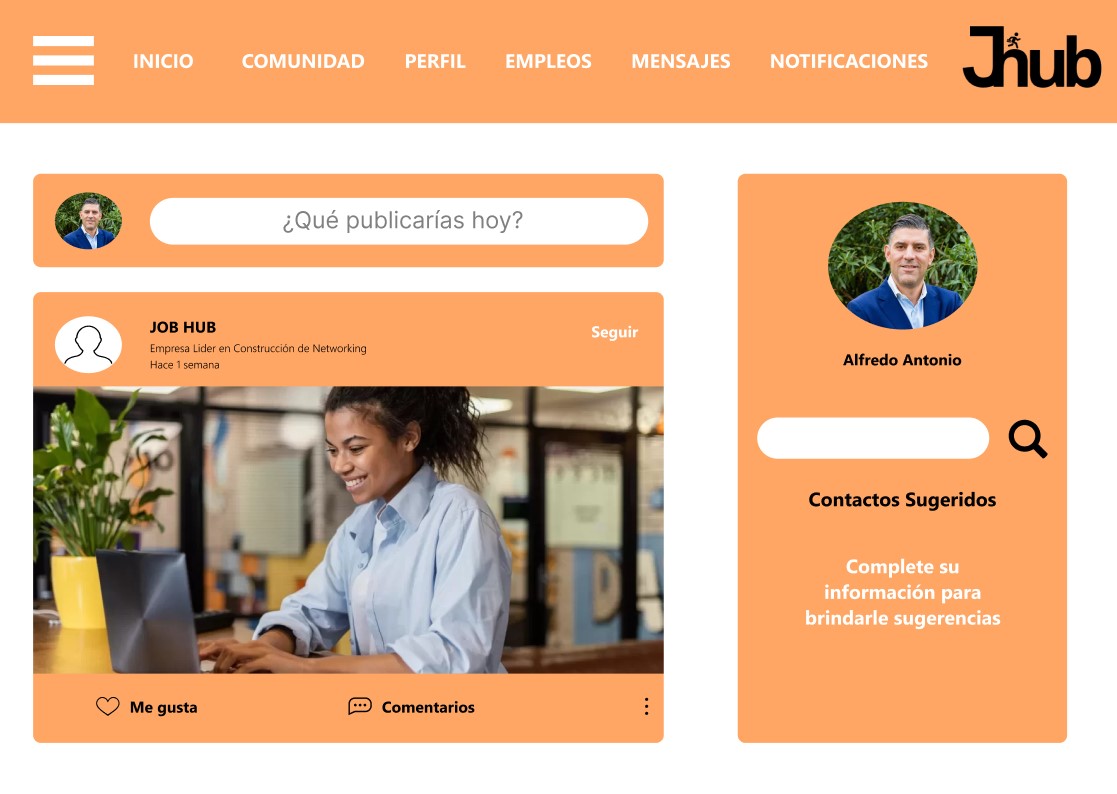 INICIO COMUNIDAD PERFIL EMPLEOS MENSAJES NOTIFICACIONES Jhub
¿Qué publicarías hoy?
JOB HUB
Empresa Lider en Construcción de Networking
Hace 1 semana
Seguir
Me gusta Comentarios
Alfredo Antonio
Contactos Sugeridos
Complete su
información para
brindarle sugerencias